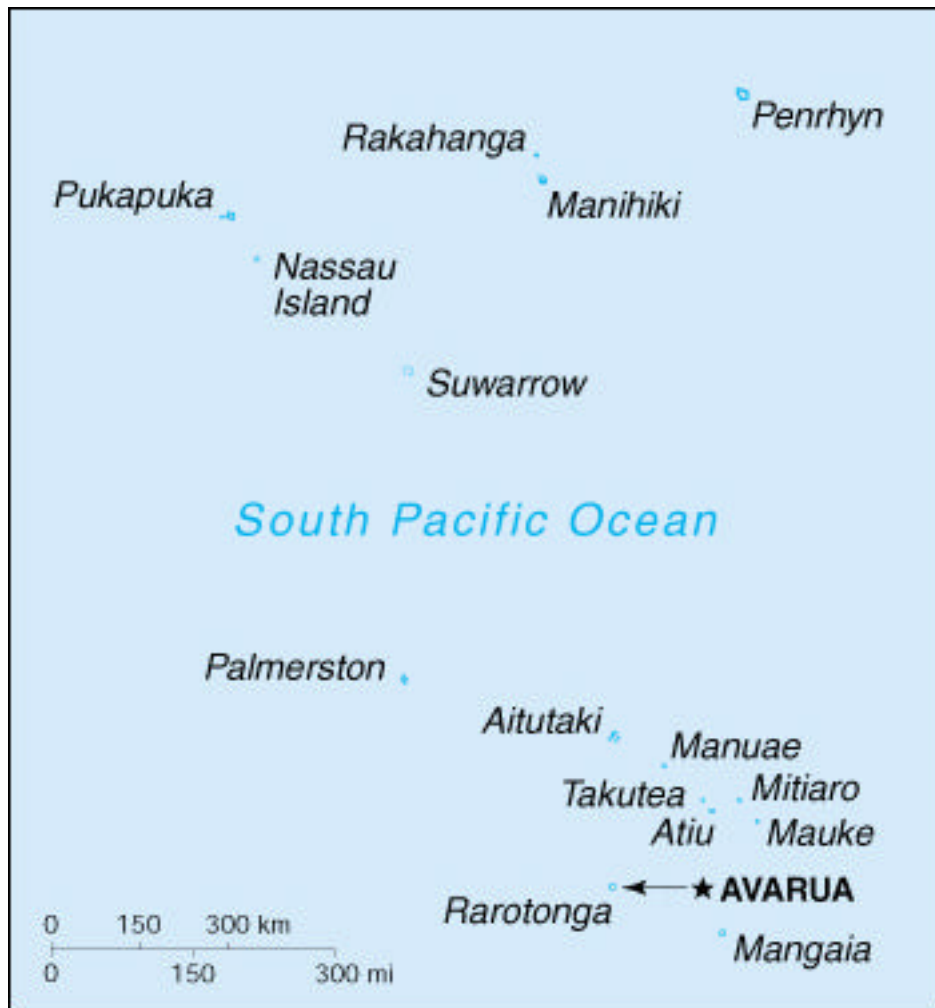 Penrhyn
Rakahanga
Pukapuka
Manihiki
Nassau
Island
Suwarrow
South Pacific Ocean
Palmerston
Aitutaki
Manuae
Takutea
Mitiaro
Atiu
Mauke
AVARUA
Rarotonga
Mangaia
0 150 300 km
0 150 300 mi